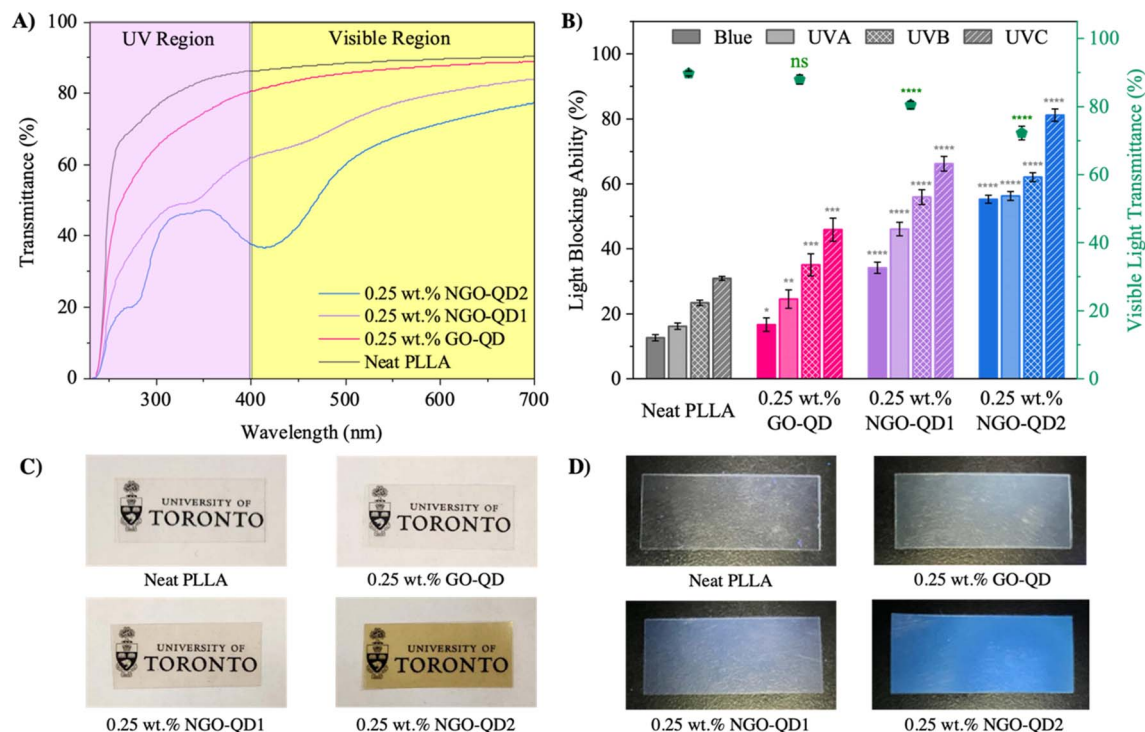 A)
UV Region
Visible Region
100
80
60
40
20
0
Transmittance (%)
300
400
500
600
700
Wavelength (nm)
0.25 wt.% NGO-QD2
0.25 wt.% NGO-QD1
0.25 wt.% GO-QD
Neat PLLA
B)
Blue
UVA
UVB
UVC
100
80
60
40
20
0
Light Blocking Ability (%)
100
80
60
40
20
0
Visible Light Transmittance (%)
ns
****
****
*
**
***
***
****
****
****
****
****
****
****
****
Neat PLLA
0.25 wt.%
GO-QD
0.25 wt.%
NGO-QD1
0.25 wt.%
NGO-QD2
C)
UNIVERSITY OF
TORONTO
Neat PLLA
UNIVERSITY OF
TORONTO
0.25 wt.% GO-QD
UNIVERSITY OF
TORONTO
0.25 wt.% NGO-QD1
UNIVERSITY OF
TORONTO
0.25 wt.% NGO-QD2
D)
Neat PLLA
0.25 wt.% GO-QD
0.25 wt.% NGO-QD1
0.25 wt.% NGO-QD2